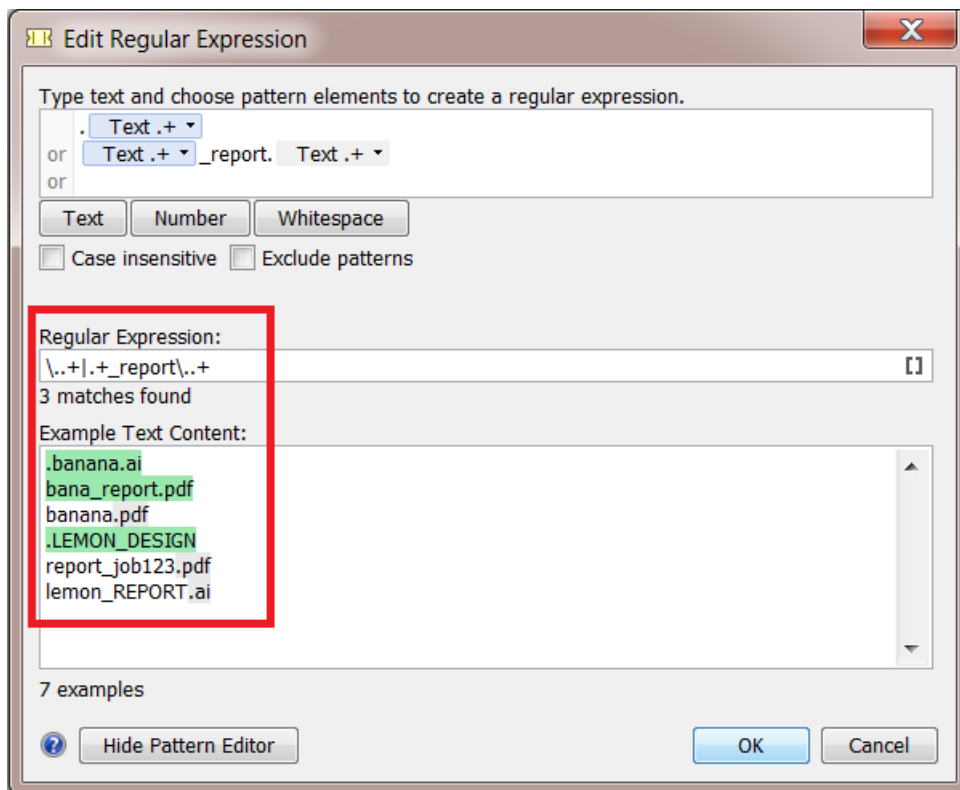 Edit Regular Expression
Type text and choose pattern elements to create a regular expression.
. Text .+
or Text .+ _report. Text .+
or
Text Number Whitespace
Case insensitive Exclude patterns
Regular Expression:
\..+|.+_report\..+
3 matches found
Example Text Content:
.banana.ai
bana_report.pdf
banana.pdf
.LEMON_DESIGN
report_job123.pdf
lemon_REPORT.ai
7 examples
? Hide Pattern Editor OK Cancel